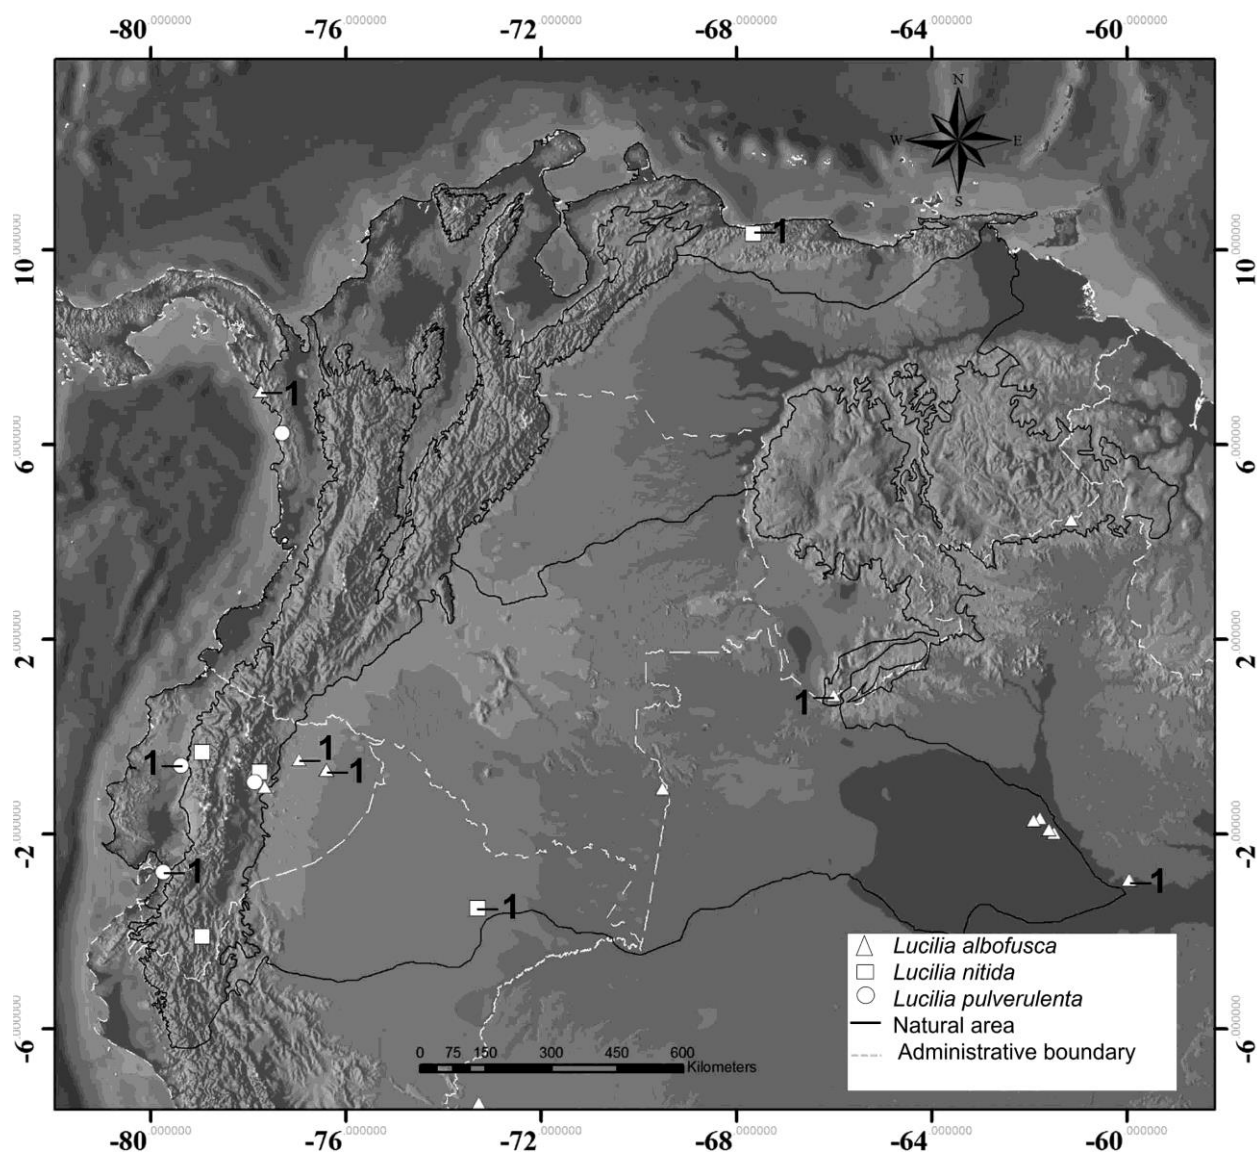 -80.000000 -76.000000 -72.000000 -68.000000 -64.000000 -60.000000
N
W E
S
10.000000 10.000000
6.000000 6.000000
2.000000 2.000000
-2.000000 -2.000000
-6.000000 -6.000000
1
1
1
1
1
1
1
1
1
Lucilia albofusca
Lucilia nitida
Lucilia pulverulenta
Natural area
Administrative boundary
0 75 150 300 450 600
Kilometers
-80.000000 -76.000000 -72.000000 -68.000000 -64.000000 -60.000000